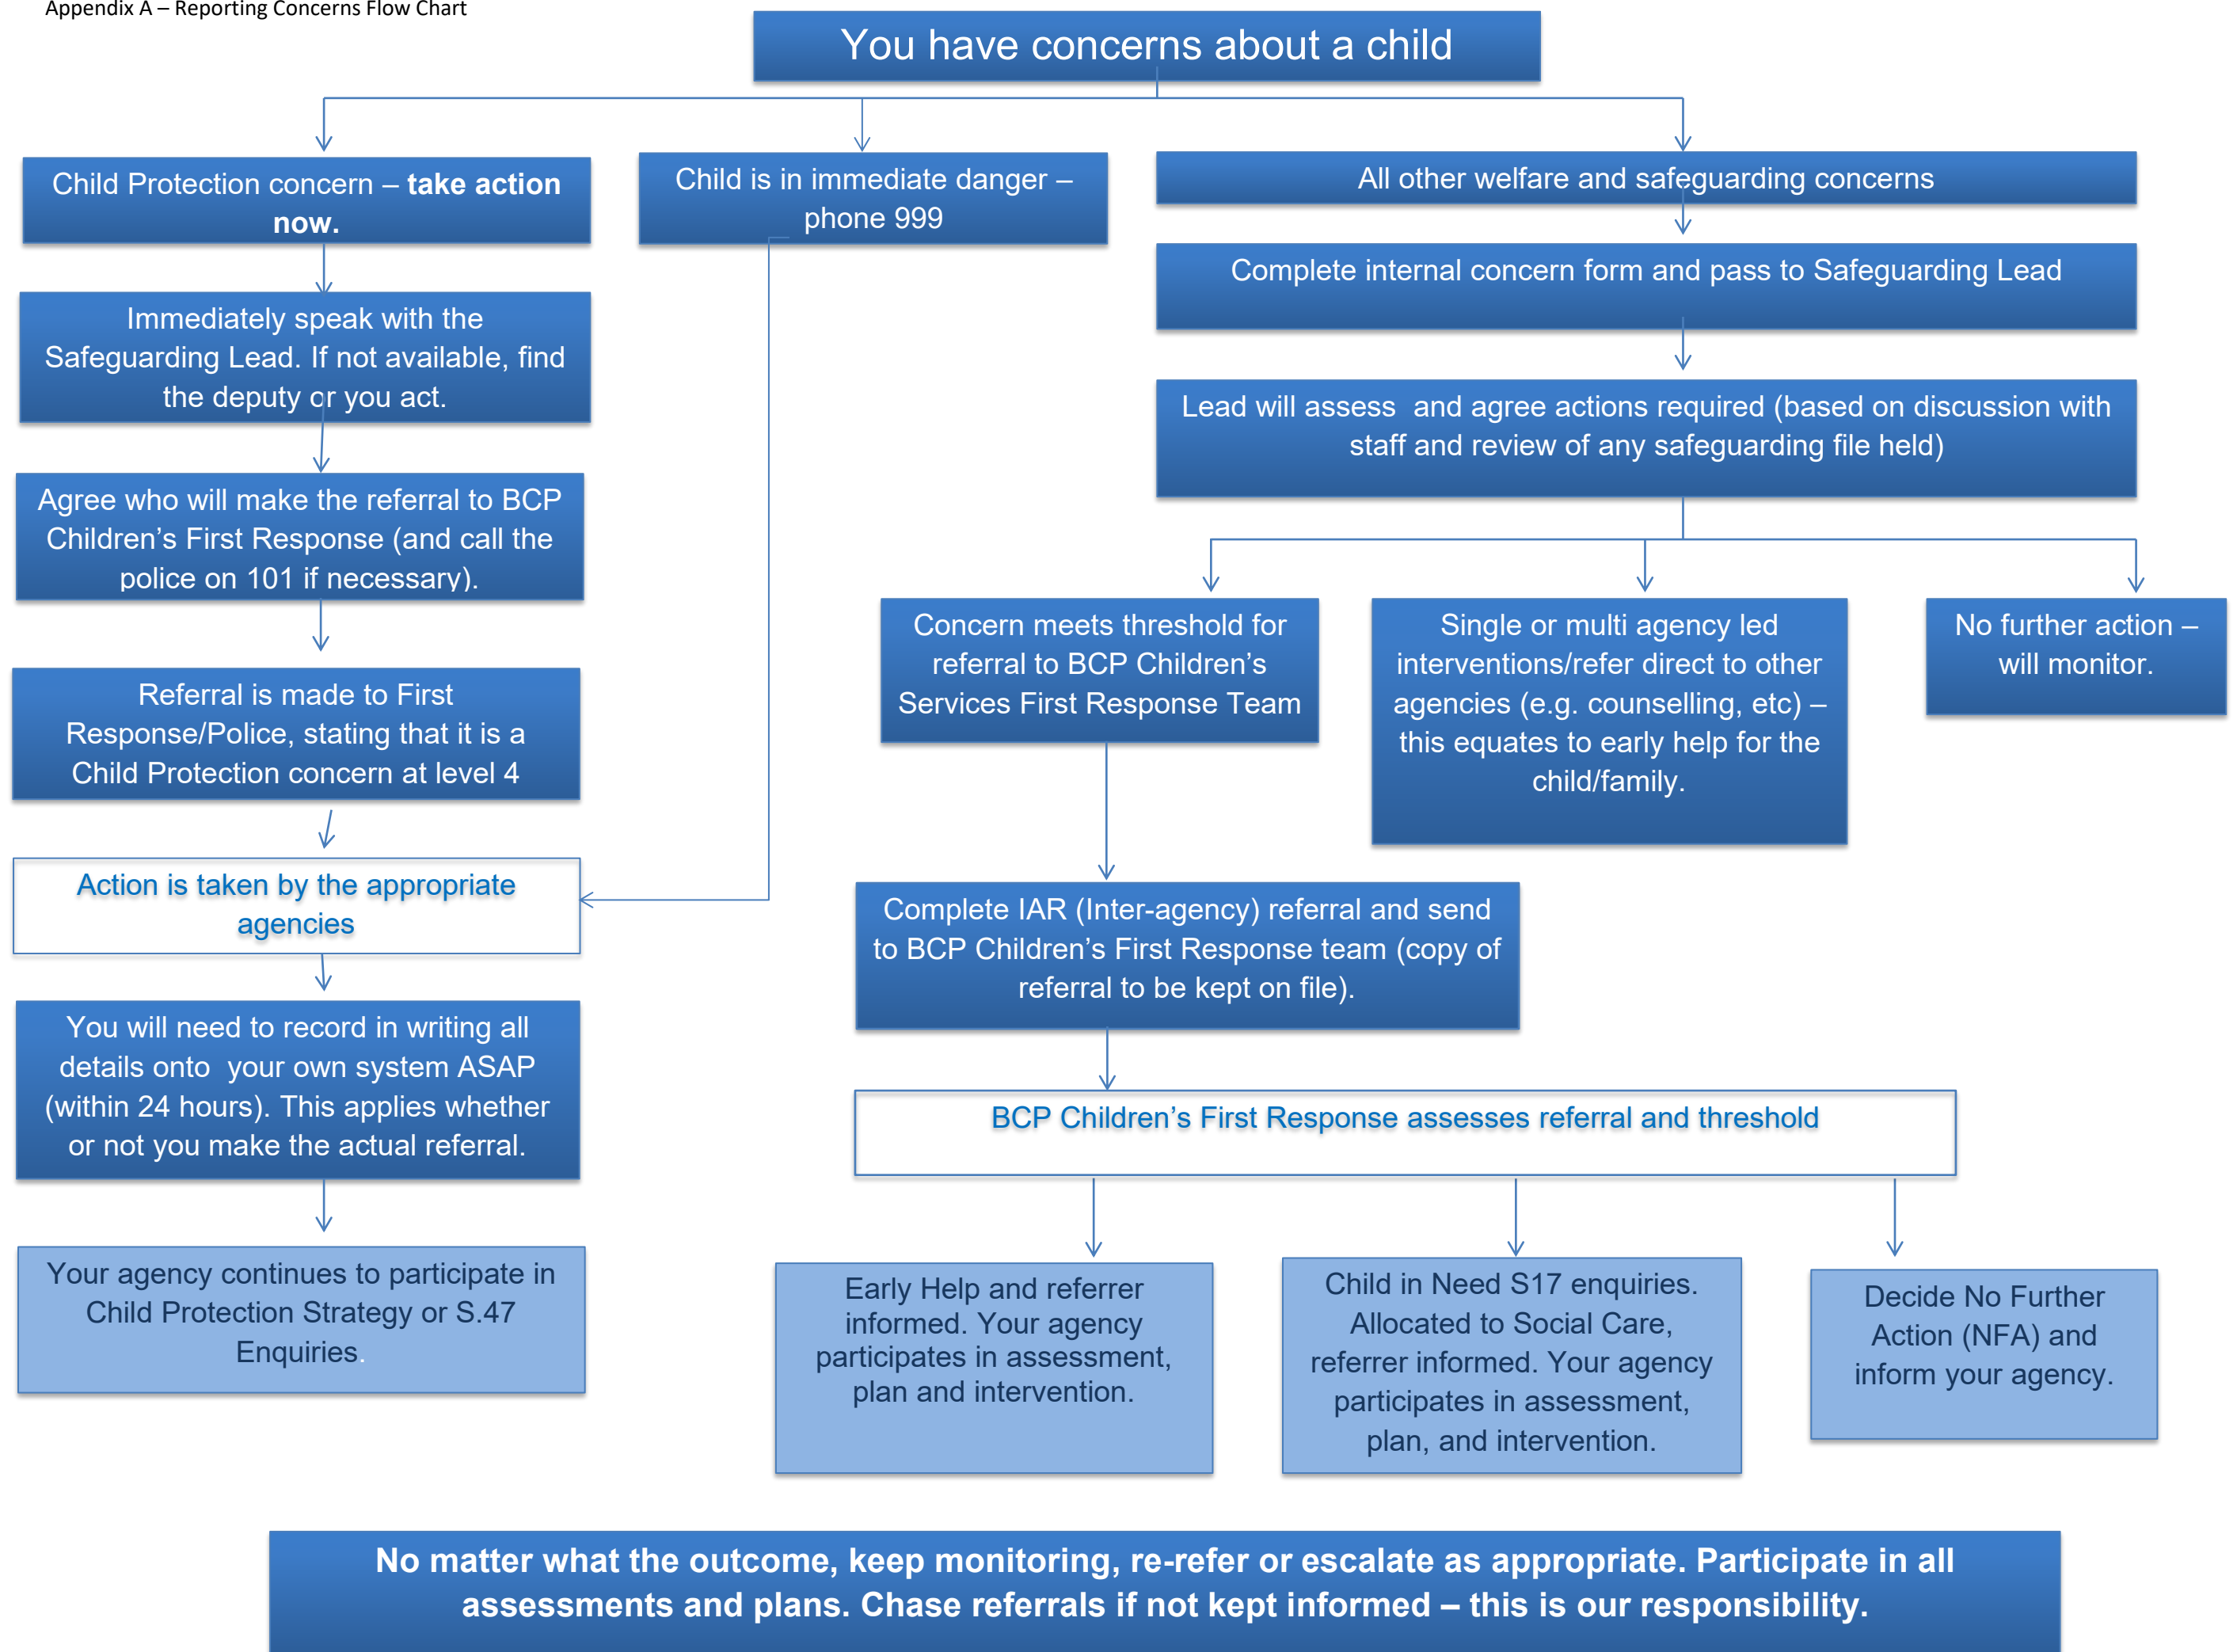 Appendix A – Reporting Concerns Flow Chart
You have concerns about a child
Child Protection concern – take action
now.
Child is in immediate danger –
phone 999
All other welfare and safeguarding concerns
Immediately speak with the
Safeguarding Lead. If not available, find
the deputy or you act.
Complete internal concern form and pass to Safeguarding Lead
Lead will assess  and agree actions required (based on discussion with
staff and review of any safeguarding file held)
Agree who will make the referral to BCP
Children’s First Response (and call the
police on 101 if necessary).
Concern meets threshold for
referral to BCP Children’s
Services First Response Team
Single or multi agency led
interventions/refer direct to other
agencies (e.g. counselling, etc) –
this equates to early help for the
child/family.
No further action –
will monitor.
Referral is made to First
Response/Police, stating that it is a
Child Protection concern at level 4
Action is taken by the appropriate
agencies
Complete IAR (Inter-agency) referral and send
to BCP Children’s First Response team (copy of
referral to be kept on file).
You will need to record in writing all
details onto  your own system ASAP
(within 24 hours). This applies whether
or not you make the actual referral.
BCP Children’s First Response assesses referral and threshold
Your agency continues to participate in
Child Protection Strategy or S.47
Enquiries.
Early Help and referrer
informed. Your agency
participates in assessment,
plan and intervention.
Child in Need S17 enquiries.
Allocated to Social Care,
referrer informed. Your agency
participates in assessment,
plan, and intervention.
Decide No Further
Action (NFA) and
inform your agency.
No matter what the outcome, keep monitoring, re-refer or escalate as appropriate. Participate in all
assessments and plans. Chase referrals if not kept informed – this is our responsibility.